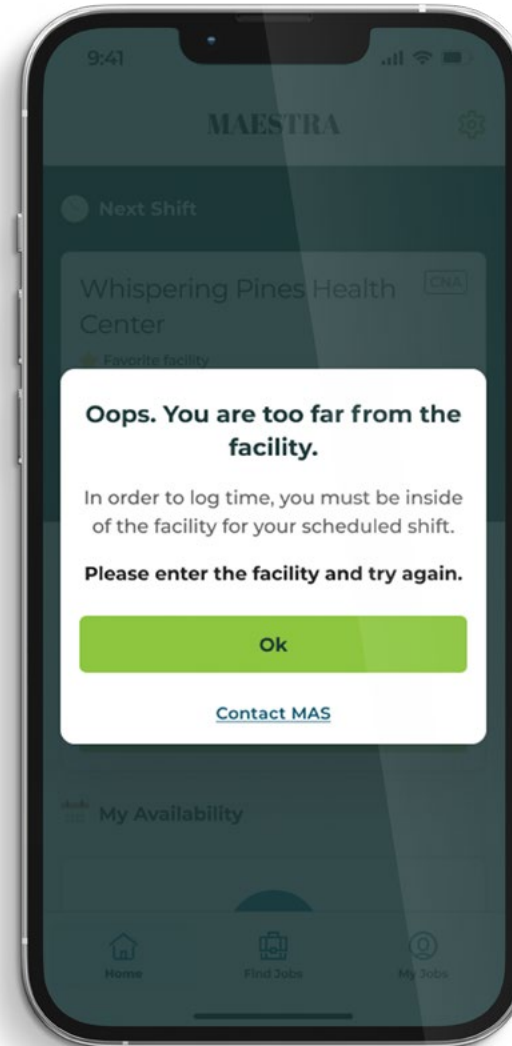 9:41
MAESTRA
Next Shift
Whispering Pines Health
CNA
Center
Favorite facility
Oops. You are too far from the
facility.
In order to log time, you must be inside
of the facility for your scheduled shift.
Please enter the facility and try again.
Ok
Contact MAS
My Availability
Home
Find Jobs
My Jobs